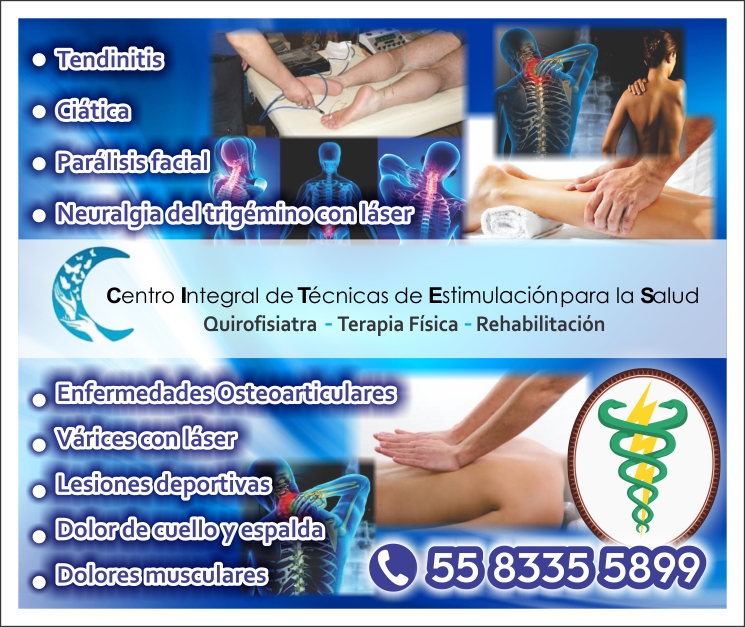 Tendinitis
Ciática
Parálisis facial
Neuralgia del trigémino con láser
Centro Integral de Técnicas de Estimulación para la Salud
Quirofisiatra - Terapia Física - Rehabilitación
Enfermedades Osteoarticulares
Várices con láser
Lesiones deportivas
Dolor de cuello y espalda
Dolores musculares
55 8335 5899